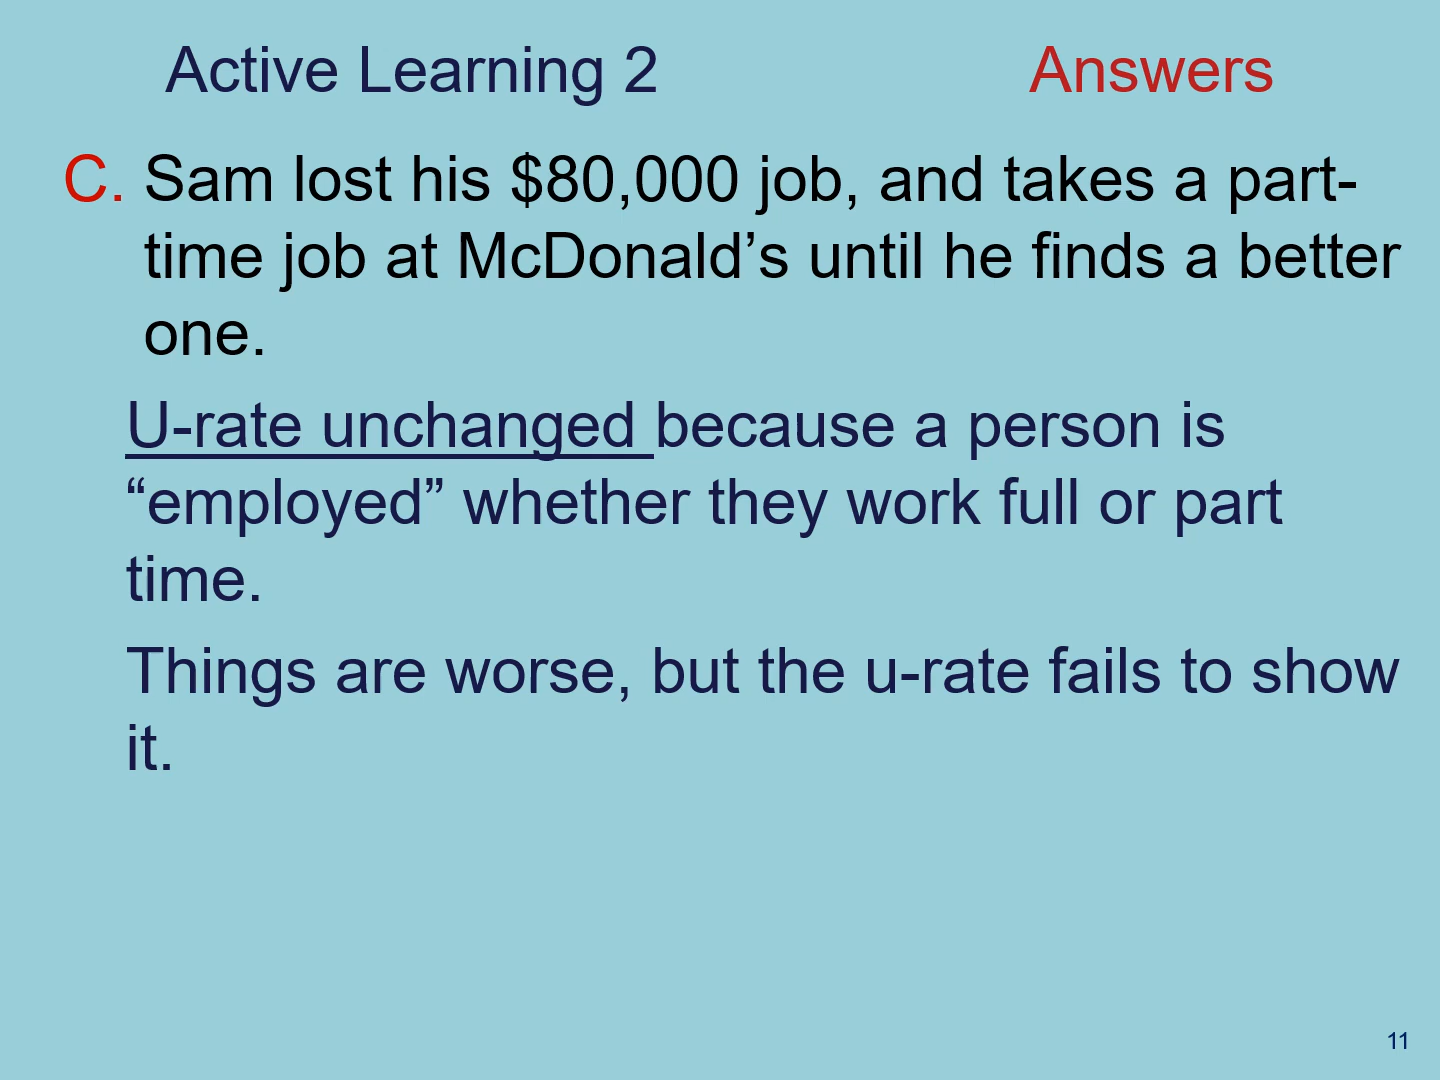 Active Learning 2 Answers
C. Sam lost his $80,000 job, and takes a part-
time job at McDonald’s until he finds a better
one.
U-rate unchanged because a person is
“employed” whether they work full or part
time.
Things are worse, but the u-rate fails to show
it.
11